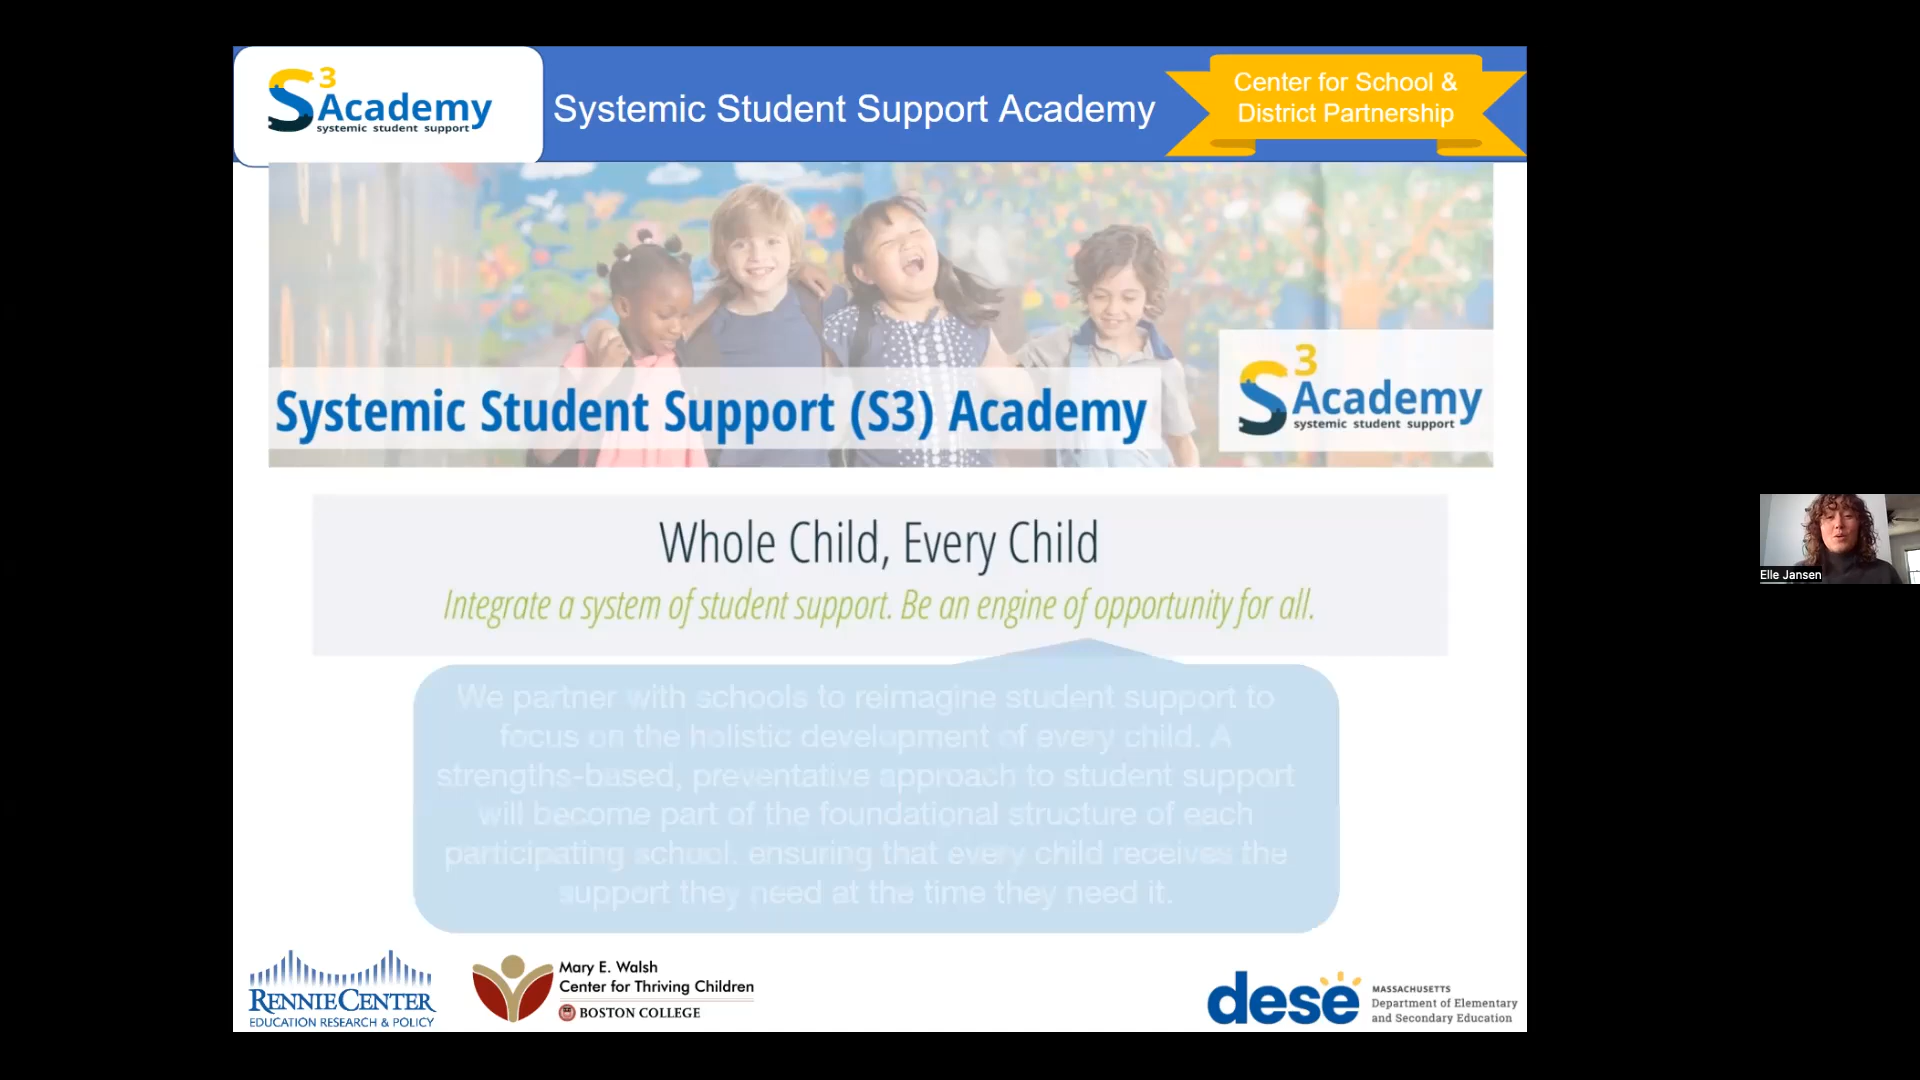 S3 Academy
systemic student support
Systemic Student Support Academy
Center for School &
District Partnership
Systemic Student Support (S3) Academy
S3 Academy
systemic student support
Whole Child, Every Child
Integrate a system of student support. Be an engine of opportunity for all.
We partner with schools to reimagine student support to
focus on the holistic development of every child. A
strengths-based, preventative approach to student support
will become part of the foundational structure of each
participating school. ensuring that every child receives the
support they need at the time they need it.
RENNIE CENTER
EDUCATION RESEARCH & POLICY
Mary E. Walsh
Center for Thriving Children
BOSTON COLLEGE
dese
MASSACHUSETTS
Department of Elementary
and Secondary Education
Elle Jansen